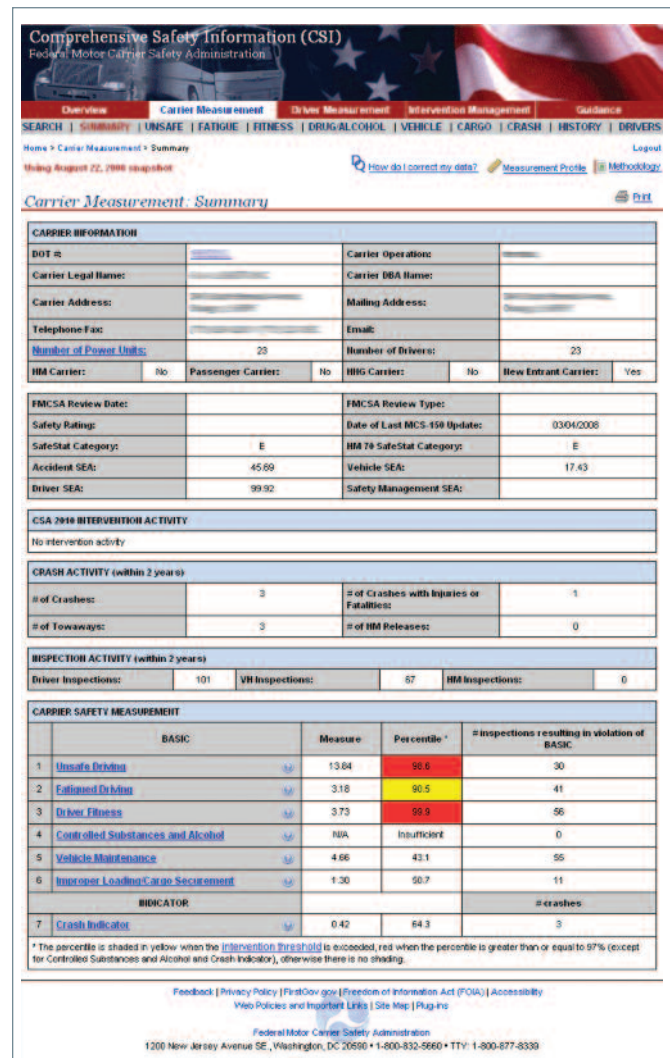 Comprehensive Safety Information (CSI)
Federal Motor Carrier Safety Administration
Overview Carrier Measurement Driver Measurement Intervention Management Guidance
SEARCH | SUMMARY | UNSAFE | FATIGUE | FITNESS | DRUG/ALCOHOL | VEHICLE | CARGO | CRASH | HISTORY | DRIVERS
Home > Carrier Measurement > Summary Logout
Using August 22, 2008 snapshot How do I correct my data? Measurement Profile Methodology
Carrier Measurement: Summary Print
CARRIER INFORMATION
DOT #: Carrier Operation:
Carrier Legal Name: Carrier DBA Name:
Carrier Address: Mailing Address:
Telephone Fax: Email:
Number of Power Units: 23 Number of Drivers: 23
HM Carrier: No Passenger Carrier: No HHG Carrier: No New Entrant Carrier: Yes
FMCSA Review Date: FMCSA Review Type:
Safety Rating: Date of Last MCS-150 Update: 03/04/2008
SafeStat Category: E HM 70 SafeStat Category: E
Accident SEA: 45.69 Vehicle SEA: 17.43
Driver SEA: 99.92 Safety Management SEA:
CSA 2010 INTERVENTION ACTIVITY
No intervention activity
CRASH ACTIVITY (within 2 years)
# of Crashes: 3 # of Crashes with Injuries or
Fatalities: 1
# of Towaways: 3 # of HM Releases: 0
INSPECTION ACTIVITY (within 2 years)
Driver Inspections: 101 VH Inspections: 67 HM Inspections: 0
CARRIER SAFETY MEASUREMENT
BASIC Measure Percentile * # inspections resulting in violation of
BASIC
1 Unsafe Driving 13.84 98.6 30
2 Fatigued Driving 3.18 90.5 41
3 Driver Fitness 3.73 99.9 56
4 Controlled Substances and Alcohol N/A Insufficient 0
5 Vehicle Maintenance 4.66 43.1 55
6 Improper Loading/Cargo Securement 1.30 50.7 11
INDICATOR # crashes
7 Crash Indicator 0.42 64.3 3
* The percentile is shaded in yellow when the intervention threshold is exceeded, red when the percentile is greater than or equal to 97% (except
for Controlled Substances and Alcohol and Crash Indicator), otherwise there is no shading.
Feedback | Privacy Policy | FirstGov.gov | Freedom of Information Act (FOIA) | Accessibility
Web Policies and Important Links | Site Map | Plug-ins
Federal Motor Carrier Safety Administration
1200 New Jersey Avenue SE., Washington, DC 20590 • 1-800-832-5660 • TTY: 1-800-877-8339